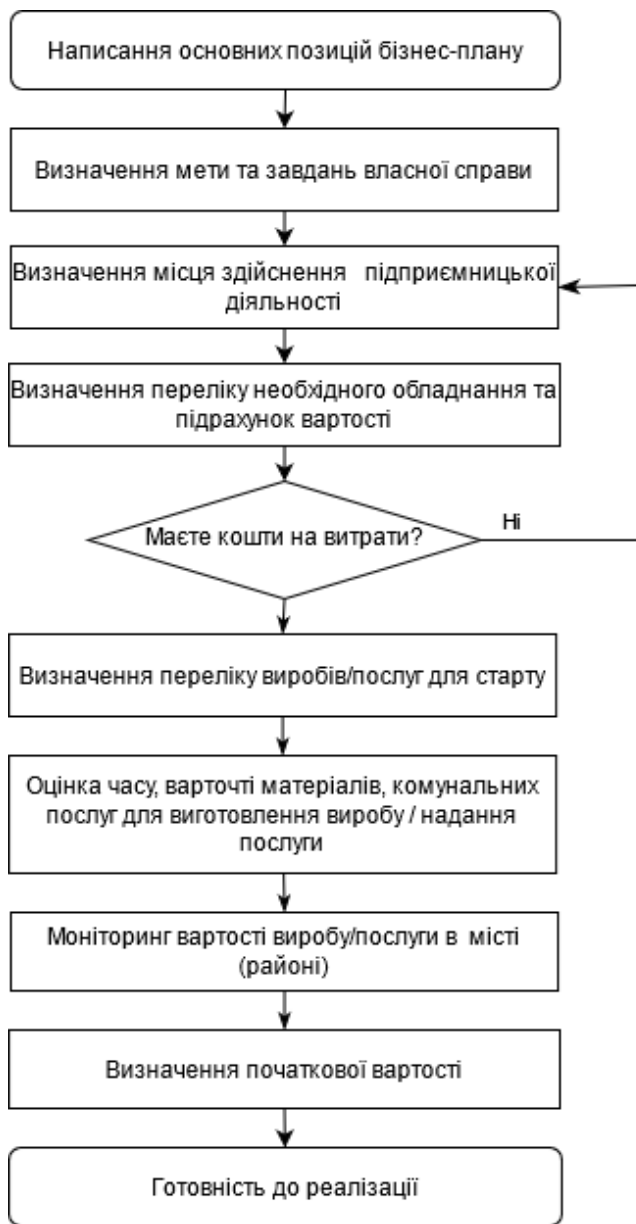 Написання основних позицій бізнес-плану
Визначення мети та завдань власної справи
Визначення місця здійснення підприємницької
діяльності
Визначення переліку необхідного обладнання та
підрахунок вартості
Маєте кошти на витрати?
Ні
Визначення переліку виробів/послуг для старту
Оцінка часу, варточті матеріалів, комунальних
послуг для виготовлення виробу / надання
послуги
Моніторинг вартості виробу/послуги в місті
(районі)
Визначення початкової вартості
Готовність до реалізації